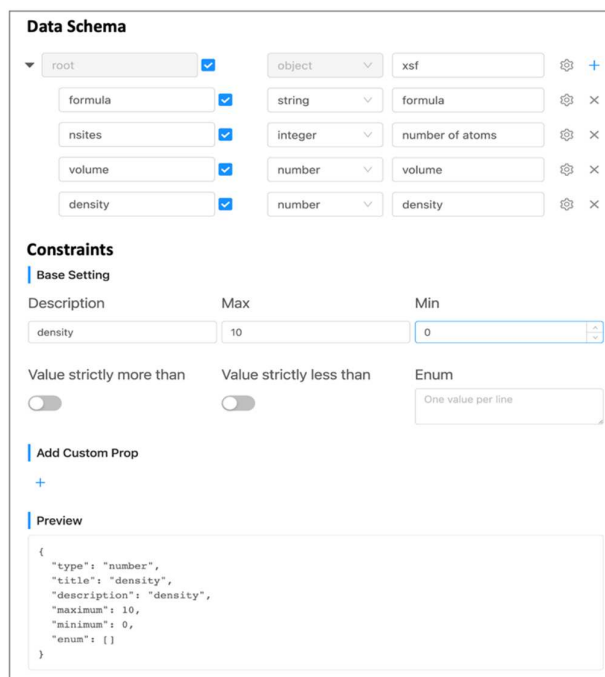 Data Schema
root object xsf
formula string formula
nsites integer number of atoms
volume number volume
density number density
Constraints
Base Setting
Description Max Min
density 10 0
Value strictly more than Value strictly less than Enum
One value per line
Add Custom Prop
+
Preview
{
"type": "number",
"title": "density",
"description": "density",
"maximum": 10,
"minimum": 0,
"enum": []
}